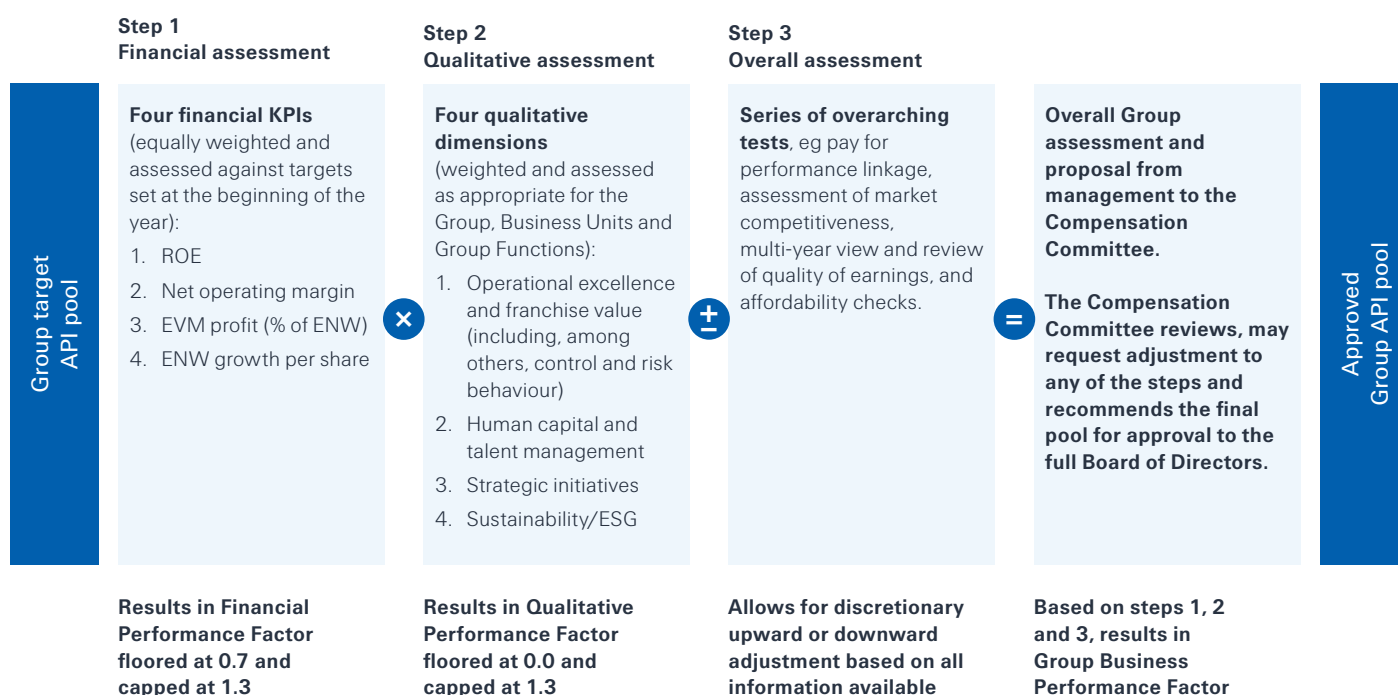 Group target
API pool
Step 1
Financial assessment
Four financial KPIs
(equally weighted and
assessed against targets
set at the beginning of the
year):
1. ROE
2. Net operating margin
3. EVM profit (% of ENW)
4. ENW growth per share
Results in Financial
Performance Factor
floored at 0.7 and
capped at 1.3
×
Step 2
Qualitative assessment
Four qualitative
dimensions
(weighted and assessed
as appropriate for the
Group, Business Units and
Group Functions):
1. Operational excellence
and franchise value
(including, among
others, control and risk
behaviour)
2. Human capital and
talent management
3. Strategic initiatives
4. Sustainability/ESG
Results in Qualitative
Performance Factor
floored at 0.0 and
capped at 1.3
±
Step 3
Overall assessment
Series of overarching
tests, eg pay for
performance linkage,
assessment of market
competitiveness,
multi-year view and review
of quality of earnings, and
affordability checks.
Allows for discretionary
upward or downward
adjustment based on all
information available
=
Overall Group
assessment and
proposal from
management to the
Compensation
Committee.
The Compensation
Committee reviews, may
request adjustment to
any of the steps and
recommends the final
pool for approval to the
full Board of Directors.
Based on steps 1, 2
and 3, results in
Group Business
Performance Factor
Approved
Group API pool